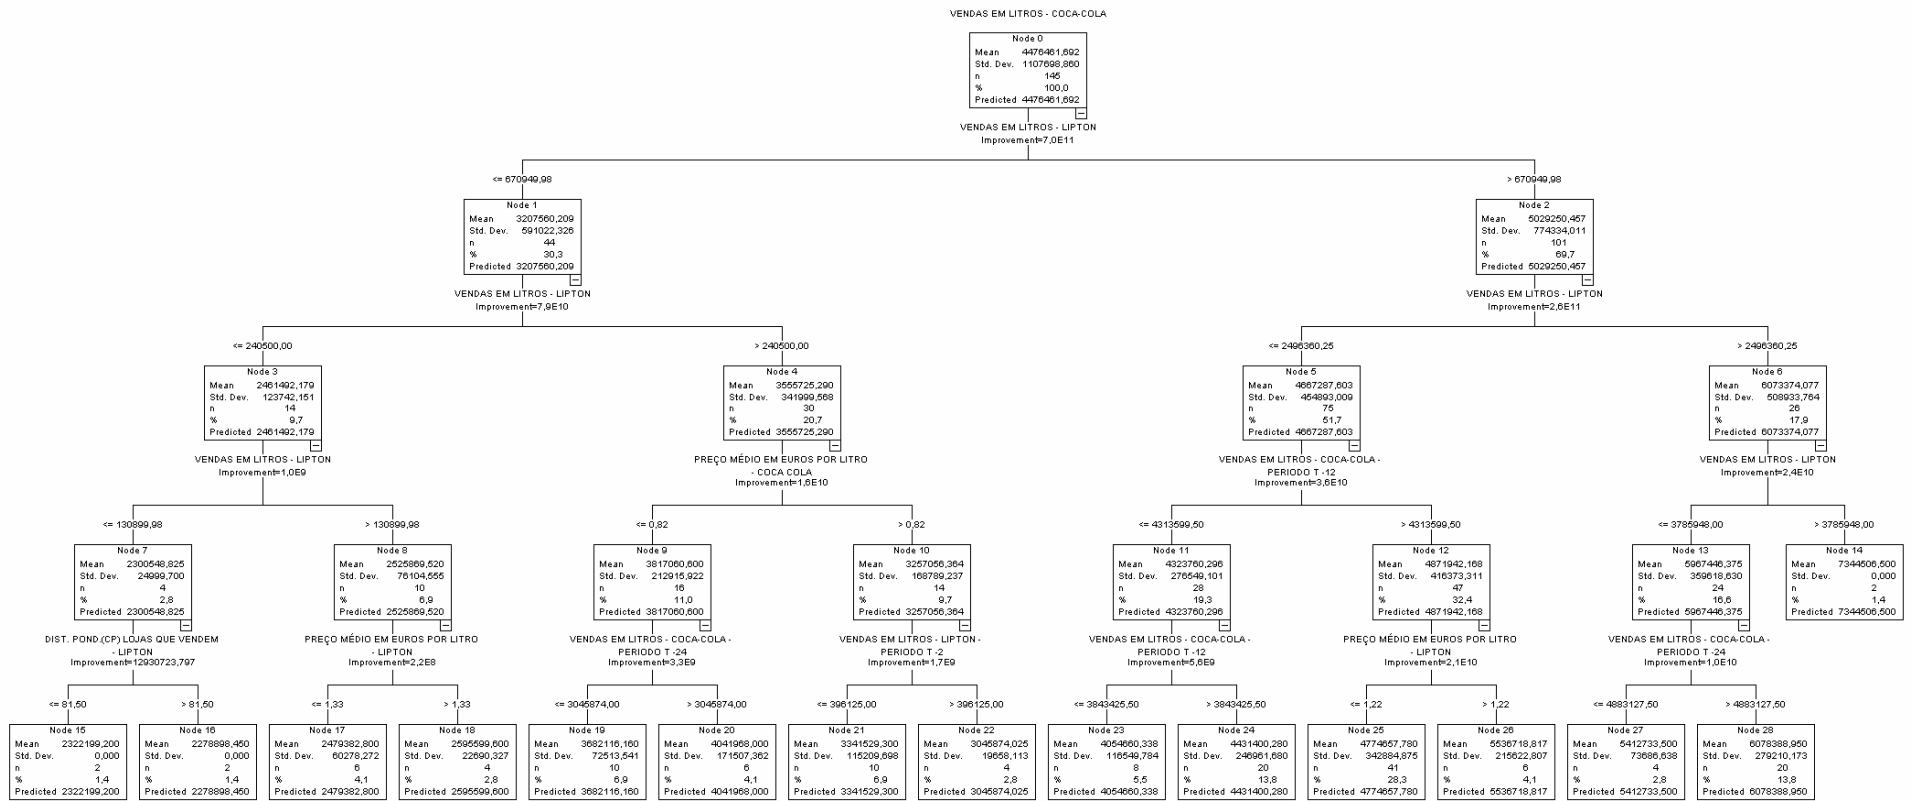 VENDAS EM LITROS - COCA-COLA
Node 0
Mean 4476461,692
Std. Dev. 1107698,860
n 145
% 100,0
Predicted 4476461,692
VENDAS EM LITROS - LIPTON
Improvement=7,0E11
<= 670949,98
> 670949,98
Node 1
Mean 3207560,209
Std. Dev. 591022,326
n 44
% 30,3
Predicted 3207560,209
Node 2
Mean 5029250,457
Std. Dev. 774334,011
n 101
% 69,7
Predicted 5029250,457
VENDAS EM LITROS - LIPTON
Improvement=7,9E10
VENDAS EM LITROS - LIPTON
Improvement=2,6E11
<= 240500,00
> 240500,00
<= 2496360,25
> 2496360,25
Node 3
Mean 2461492,179
Std. Dev. 123742,151
n 14
% 9,7
Predicted 2461492,179
Node 4
Mean 3555725,290
Std. Dev. 341999,568
n 30
% 20,7
Predicted 3555725,290
Node 5
Mean 4667287,603
Std. Dev. 454893,009
n 75
% 51,7
Predicted 4667287,603
Node 6
Mean 6073374,077
Std. Dev. 508933,764
n 26
% 17,9
Predicted 6073374,077
VENDAS EM LITROS - LIPTON
Improvement=1,0E9
PREÇO MÉDIO EM EUROS POR LITRO
- COCA COLA
Improvement=1,6E10
VENDAS EM LITROS - COCA-COLA -
PERIODO T -12
Improvement=3,6E10
VENDAS EM LITROS - LIPTON
Improvement=2,4E10
<= 130899,98
> 130899,98
<= 0,82
> 0,82
<= 4313599,50
> 4313599,50
<= 3785948,00
> 3785948,00
Node 7
Mean 2300548,825
Std. Dev. 24999,700
n 4
% 2,8
Predicted 2300548,825
Node 8
Mean 2525869,520
Std. Dev. 76104,555
n 10
% 6,9
Predicted 2525869,520
Node 9
Mean 3817060,600
Std. Dev. 212915,922
n 16
% 11,0
Predicted 3817060,600
Node 10
Mean 3257056,364
Std. Dev. 168789,237
n 14
% 9,7
Predicted 3257056,364
Node 11
Mean 4323760,296
Std. Dev. 276549,101
n 28
% 19,3
Predicted 4323760,296
Node 12
Mean 4871942,168
Std. Dev. 416373,311
n 47
% 32,4
Predicted 4871942,168
Node 13
Mean 5967446,375
Std. Dev. 359618,630
n 24
% 16,6
Predicted 5967446,375
Node 14
Mean 7344506,500
Std. Dev. 0,000
n 2
% 1,4
Predicted 7344506,500
DIST. POND.(CP) LOJAS QUE VENDEM
- LIPTON
Improvement=12930723,797
PREÇO MÉDIO EM EUROS POR LITRO
- LIPTON
Improvement=2,2E8
VENDAS EM LITROS - COCA-COLA -
PERIODO T -24
Improvement=3,3E9
VENDAS EM LITROS - LIPTON -
PERIODO T -2
Improvement=1,7E9
VENDAS EM LITROS - COCA-COLA -
PERIODO T -12
Improvement=5,6E9
PREÇO MÉDIO EM EUROS POR LITRO
- LIPTON
Improvement=2,1E10
VENDAS EM LITROS - COCA-COLA -
PERIODO T -24
Improvement=1,0E10
<= 81,50
> 81,50
<= 1,33
> 1,33
<= 3045874,00
> 3045874,00
<= 396125,00
> 396125,00
<= 3843425,50
> 3843425,50
<= 1,22
> 1,22
<= 4883127,50
> 4883127,50
Node 15
Mean 2322199,200
Std. Dev. 0,000
n 2
% 1,4
Predicted 2322199,200
Node 16
Mean 2278898,450
Std. Dev. 0,000
n 2
% 1,4
Predicted 2278898,450
Node 17
Mean 2479382,800
Std. Dev. 60278,272
n 6
% 4,1
Predicted 2479382,800
Node 18
Mean 2595599,600
Std. Dev. 22690,327
n 4
% 2,8
Predicted 2595599,600
Node 19
Mean 3682116,160
Std. Dev. 72513,541
n 10
% 6,9
Predicted 3682116,160
Node 20
Mean 4041968,000
Std. Dev. 171507,362
n 6
% 4,1
Predicted 4041968,000
Node 21
Mean 3341529,300
Std. Dev. 115209,698
n 10
% 6,9
Predicted 3341529,300
Node 22
Mean 3045874,025
Std. Dev. 19658,113
n 4
% 2,8
Predicted 3045874,025
Node 23
Mean 4054660,338
Std. Dev. 116549,784
n 8
% 5,5
Predicted 4054660,338
Node 24
Mean 4431400,280
Std. Dev. 246961,680
n 20
% 13,8
Predicted 4431400,280
Node 25
Mean 4774657,780
Std. Dev. 342884,875
n 41
% 28,3
Predicted 4774657,780
Node 26
Mean 5536718,817
Std. Dev. 215622,807
n 6
% 4,1
Predicted 5536718,817
Node 27
Mean 5412733,500
Std. Dev. 73686,638
n 4
% 2,8
Predicted 5412733,500
Node 28
Mean 6078388,950
Std. Dev. 279210,173
n 20
% 13,8
Predicted 6078388,950